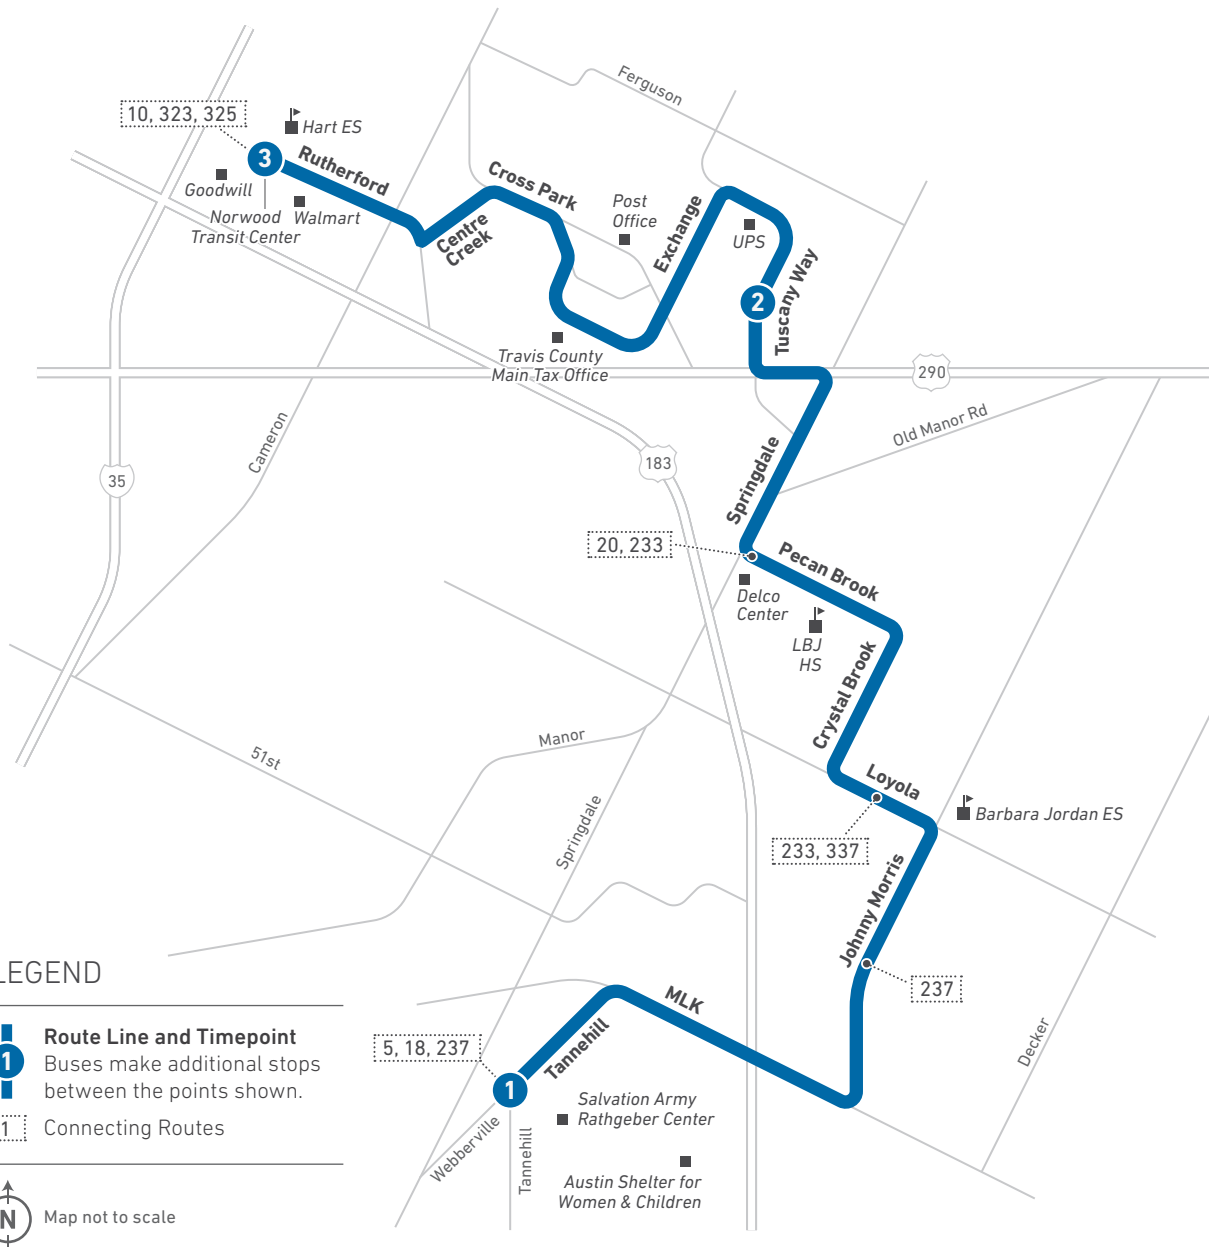 Ferguson
10, 323, 325
Hart ES
3
Rutherford
Goodwill
Norwood
Transit Center
Walmart
Cross Park
Centre
Creek
Post
Office
Exchange
UPS
2
Tuscany Way
Travis County
Main Tax Office
290
Old Manor Rd
Cameron
35
183
Springdale
20, 233
Pecan Brook
Delco
Center
LBJ
HS
Crystal Brook
Manor
51st
Loyola
Barbara Jordan ES
Springdale
233, 337
Johnny Morris
237
MLK
Tannehill
5, 18, 237
1
Salvation Army
Rathgeber Center
Webberville
Tannehill
Austin Shelter for
Women & Children
Decker
LEGEND
1
Route Line and Timepoint
Buses make additional stops
between the points shown.
1
Connecting Routes
N
Map not to scale